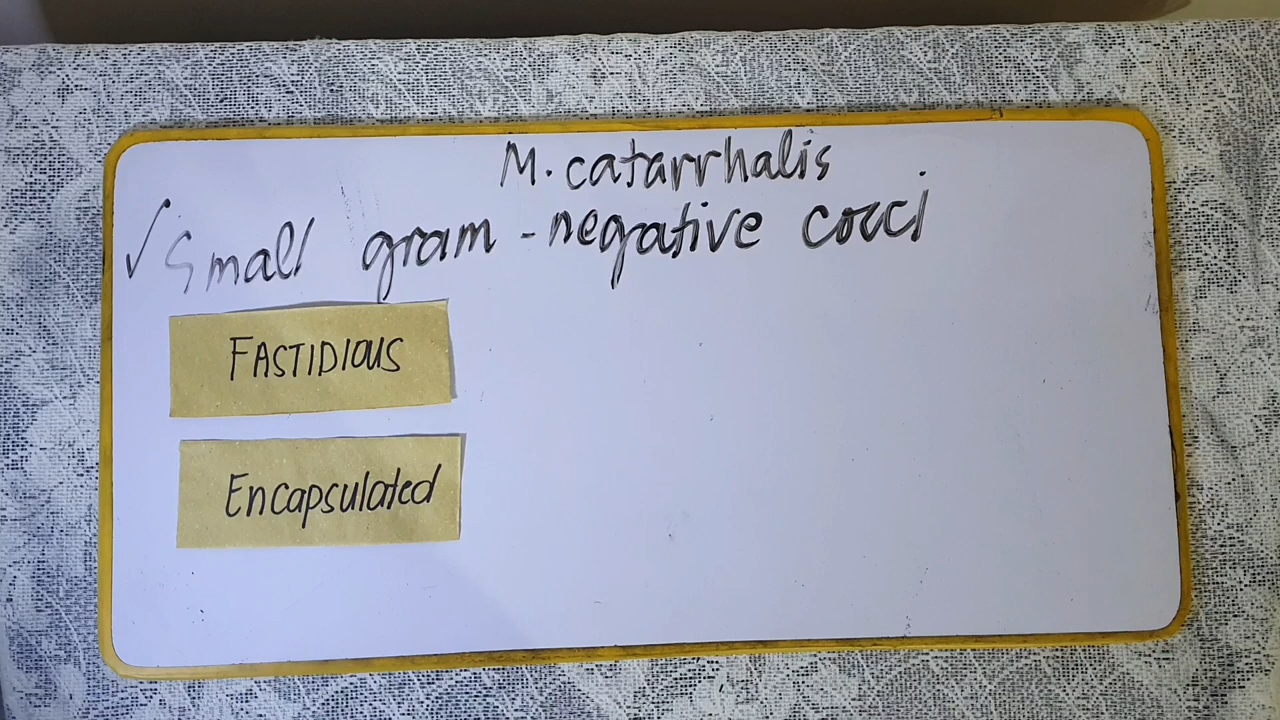 M. catarrhalis
✓ Small gram-negative cocci
FASTIDIOUS
Encapsulated